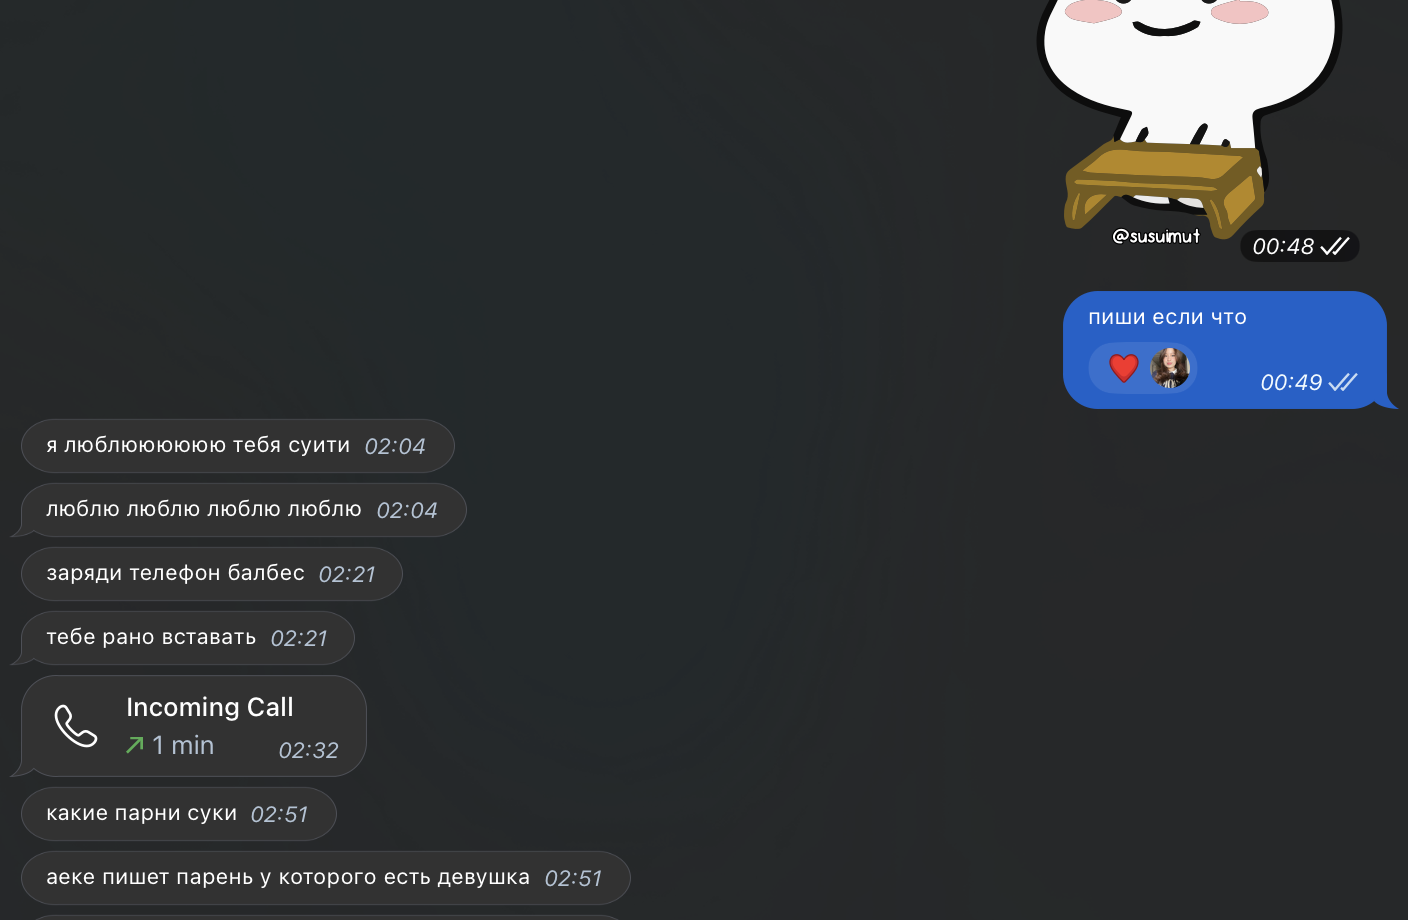 @susuimut
00:48
пиши если что
00:49
я люблюююююю тебя суити 02:04
люблю люблю люблю люблю 02:04
заряди телефон балбес 02:21
тебе рано вставать 02:21
Incoming Call
1 min 02:32
какие парни суки 02:51
аеке пишет парень у которого есть девушка 02:51